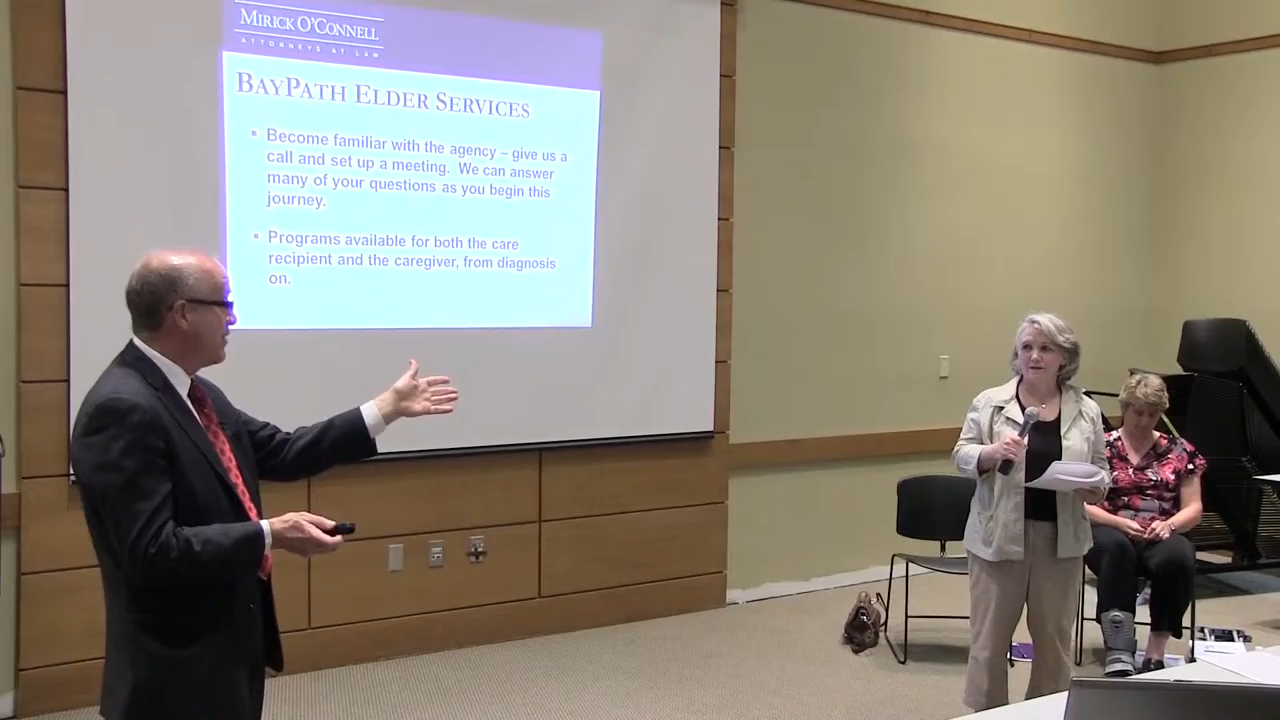 MIRICK O'CONNELL
ATTORNEYS AT LAW
BAYPATH ELDER SERVICES
▪ Become familiar with the agency – give us a
call and set up a meeting. We can answer
many of your questions as you begin this
journey.
▪ Programs available for both the care
recipient and the caregiver, from diagnosis
on.